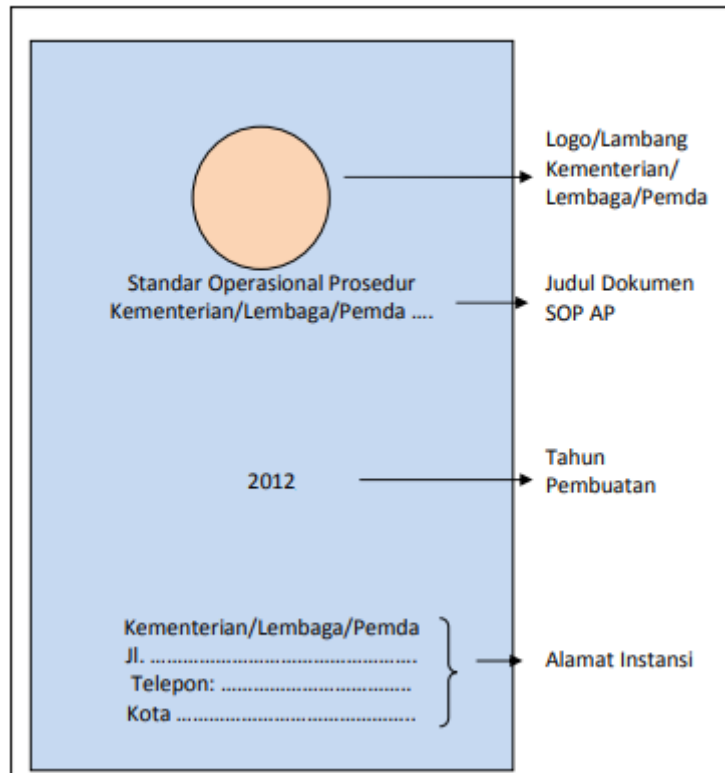 Logo/Lambang
Kementerian/
Lembaga/Pemda
Standar Operasional Prosedur
Kementerian/Lembaga/Pemda ....
Judul Dokumen
SOP AP
2012
Tahun
Pembuatan
Kementerian/Lembaga/Pemda
Jl. ……………………………………………….
Telepon: …………………………………
Kota …………………………………………..
Alamat Instansi